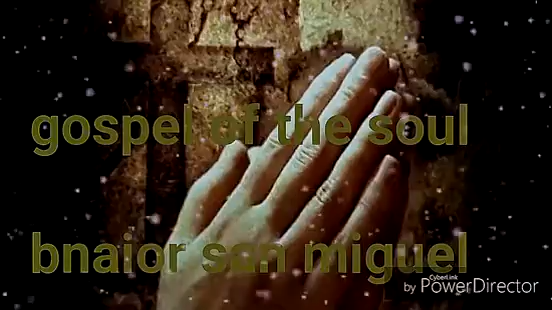 gospel of the soul
bnaior san miguel
CyberLink
by PowerDirector